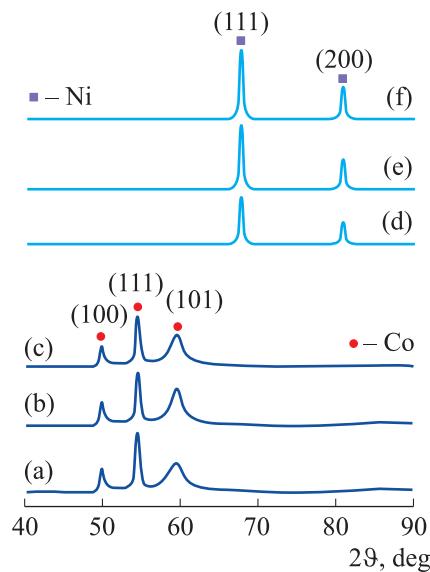 (111)
(200)
– Ni
(f)
(e)
(d)
(111)
(100)
(101)
(c)
– Co
(b)
(a)
40 50 60 70 80 90
2ϑ, deg